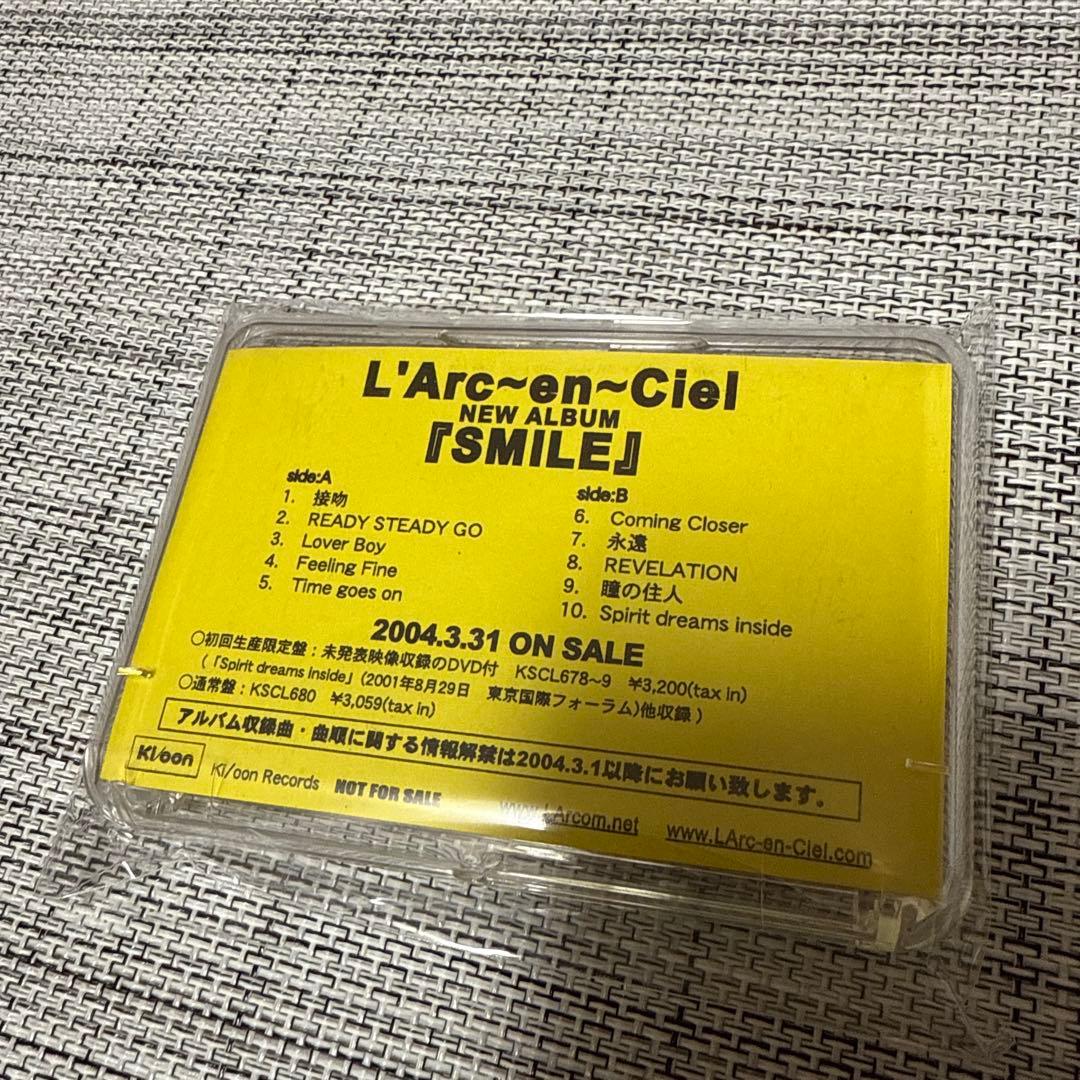 L'Arc~en~Ciel
NEW ALBUM
『SMILE』
side:A
1. 接吻
2. READY STEADY GO
3. Lover Boy
4. Feeling Fine
5. Time goes on
side:B
6. Coming Closer
7. 永遠
8. REVELATION
9. 瞳の住人
10. Spirit dreams inside
2004.3.31 ON SALE
○初回生産限定盤:未発表映像収録のDVD付 KSCL678~9 ¥3,200(tax in)
(「Spirit dreams inside」(2001年8月29日 東京国際フォーラム)他収録)
○通常盤:KSCL680 ¥3,059(tax in)
アルバム収録曲・曲順に関する情報解禁は2004.3.1以降にお願い致します。
Ki/oon
Ki/oon Records NOT FOR SALE www.LArcom.net www.LArc-en-Ciel.com